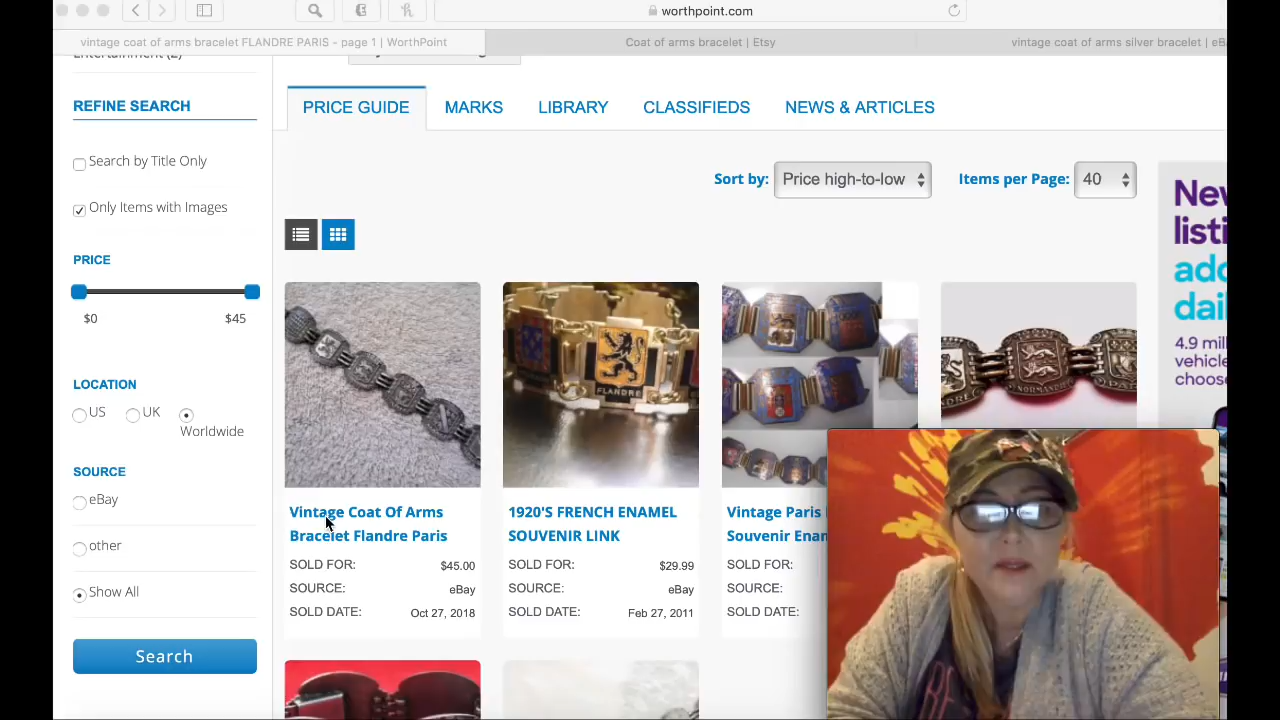 worthpoint.com
vintage coat of arms bracelet FLANDRE PARIS - page 1 | WorthPoint
Coat of arms bracelet | Etsy
vintage coat of arms silver bracelet | eB
Entertainment (2)
REFINE SEARCH
Search by Title Only
Only Items with Images
PRICE
$0 $45
LOCATION
US UK
Worldwide
SOURCE
eBay
other
Show All
Search
PRICE GUIDE MARKS LIBRARY CLASSIFIEDS NEWS & ARTICLES
Sort by: Price high-to-low Items per Page: 40
FLANDRE
NORMANDIE
Vintage Coat Of Arms
Bracelet Flandre Paris
SOLD FOR: $45.00
SOURCE: eBay
SOLD DATE: Oct 27, 2018
1920'S FRENCH ENAMEL
SOUVENIR LINK
SOLD FOR: $29.99
SOURCE: eBay
SOLD DATE: Feb 27, 2011
Vintage Paris
Souvenir Enam
SOLD FOR:
SOURCE:
SOLD DATE:
New
listi
add
dail
4.9 mil
vehicle
choose